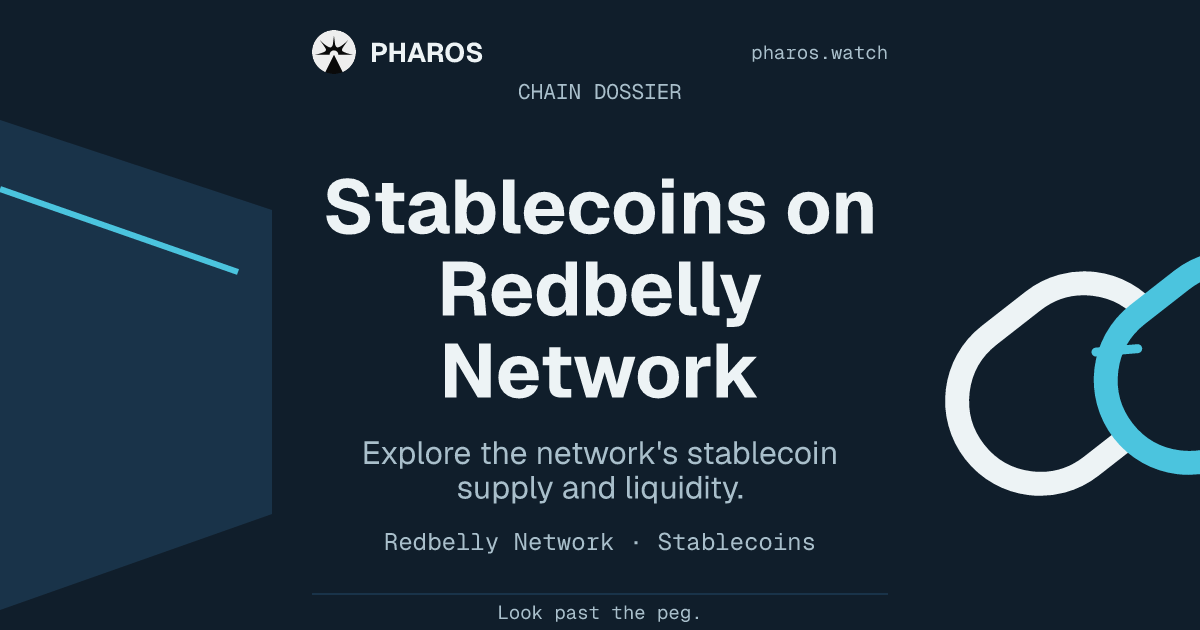 PHAROS
pharos.watch
CHAIN DOSSIER
Stablecoins on
Redbelly
Network
Explore the network's stablecoin
supply and liquidity.
Redbelly Network · Stablecoins
Look past the peg.